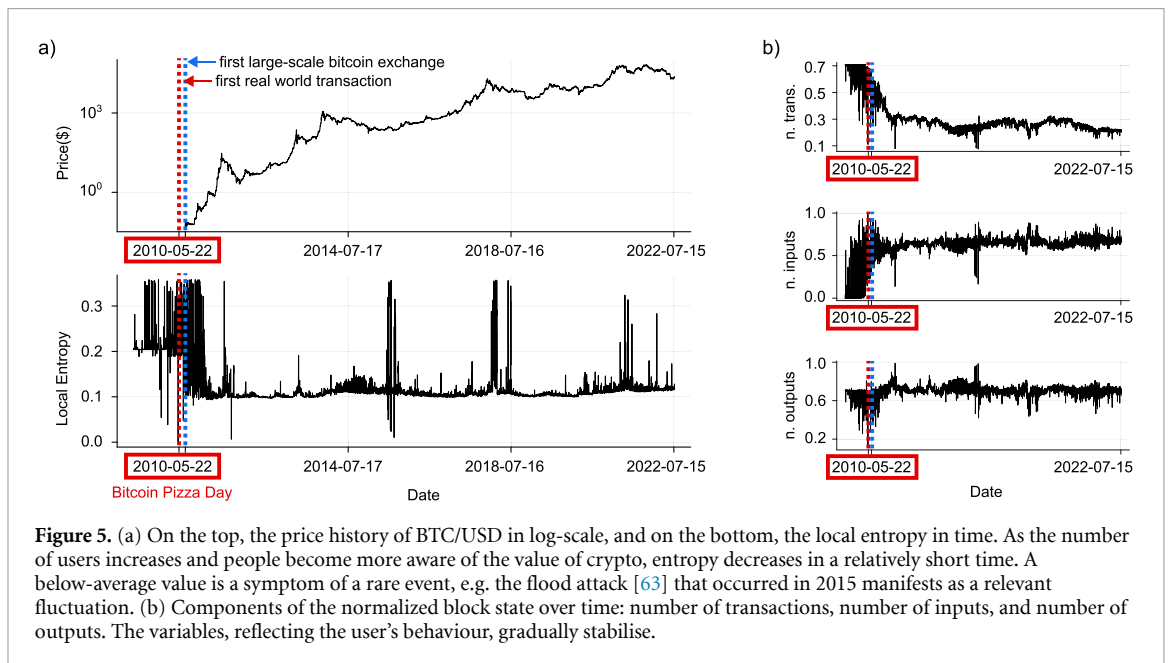 a)
first large-scale bitcoin exchange
first real world transaction
Price($)
10³
10⁰
2010-05-22
2014-07-17
2018-07-16
2022-07-15
Local Entropy
0.3
0.2
0.1
0.0
2010-05-22
2014-07-17
2018-07-16
2022-07-15
Bitcoin Pizza Day
Date
b)
n. trans.
0.7
0.5
0.3
0.1
2010-05-22
2022-07-15
n. inputs
1.0
0.5
0.0
2010-05-22
2022-07-15
n. outputs
1.0
0.6
0.2
2010-05-22
2022-07-15
Date
Figure 5. (a) On the top, the price history of BTC/USD in log-scale, and on the bottom, the local entropy in time. As the number
of users increases and people become more aware of the value of crypto, entropy decreases in a relatively short time. A
below-average value is a symptom of a rare event, e.g. the flood attack [63] that occurred in 2015 manifests as a relevant
fluctuation. (b) Components of the normalized block state over time: number of transactions, number of inputs, and number of
outputs. The variables, reflecting the user's behaviour, gradually stabilise.